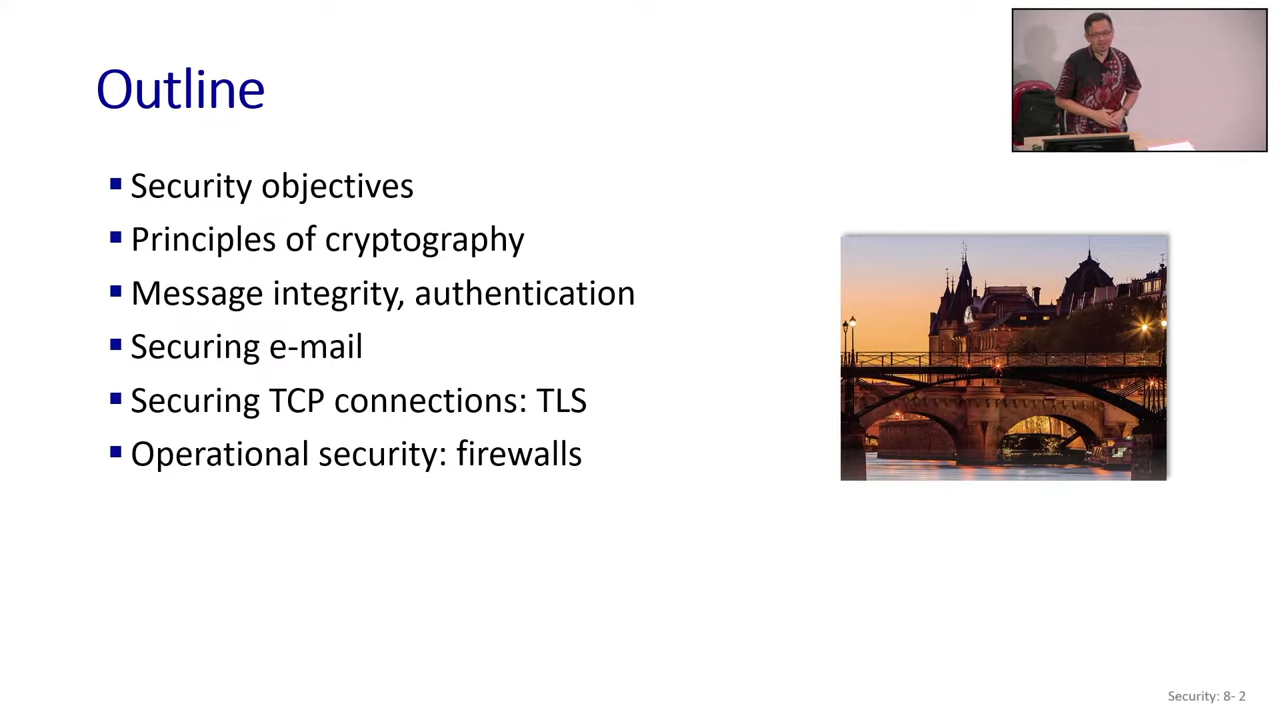 Outline
Security objectives
Principles of cryptography
Message integrity, authentication
Securing e-mail
Securing TCP connections: TLS
Operational security: firewalls
Security: 8- 2